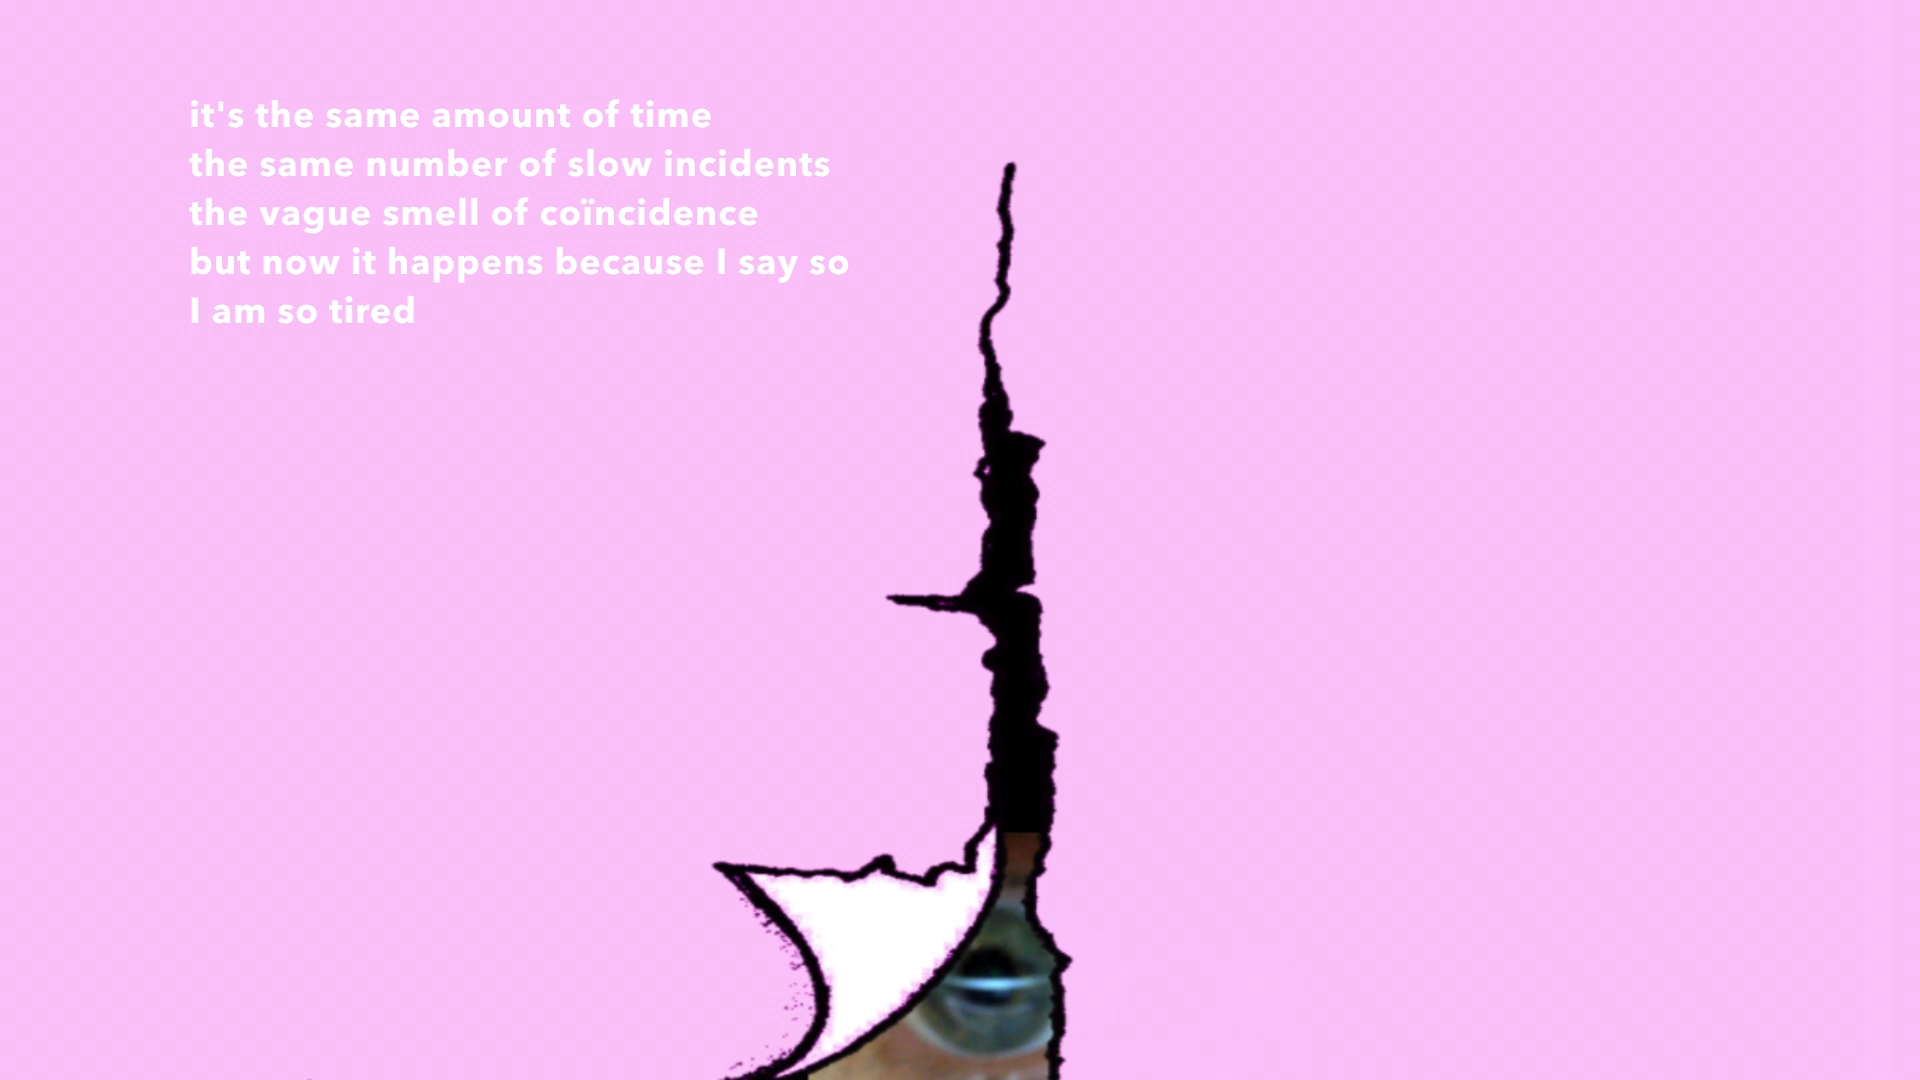 it's the same amount of time
the same number of slow incidents
the vague smell of coïncidence
but now it happens because I say so
I am so tired